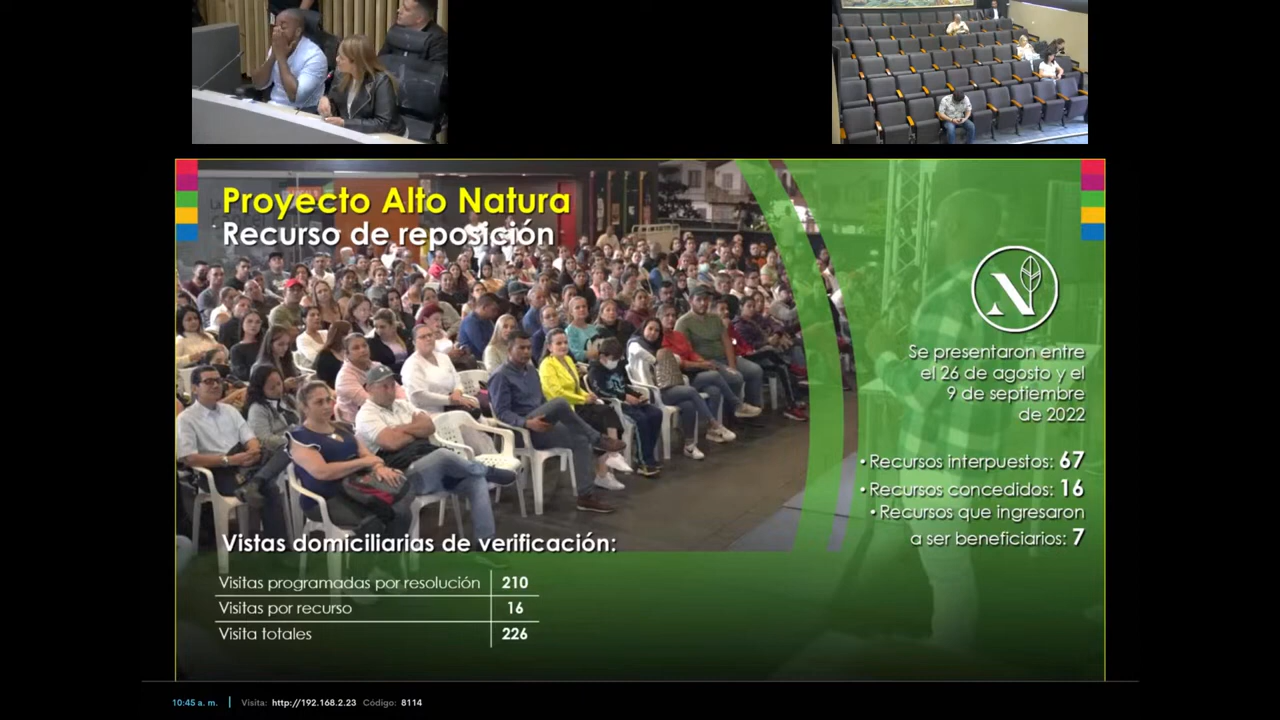 Proyecto Alto Natura
Recurso de reposición
N
Se presentaron entre
el 26 de agosto y el
9 de septiembre
de 2022
• Recursos interpuestos: 67
• Recursos concedidos: 16
• Recursos que ingresaron
a ser beneficiarios: 7
Vistas domiciliarias de verificación:
Visitas programadas por resolución 210
Visitas por recurso 16
Visita totales 226
10:45 a. m. | Visita: http://192.168.2.23 Código: 8114